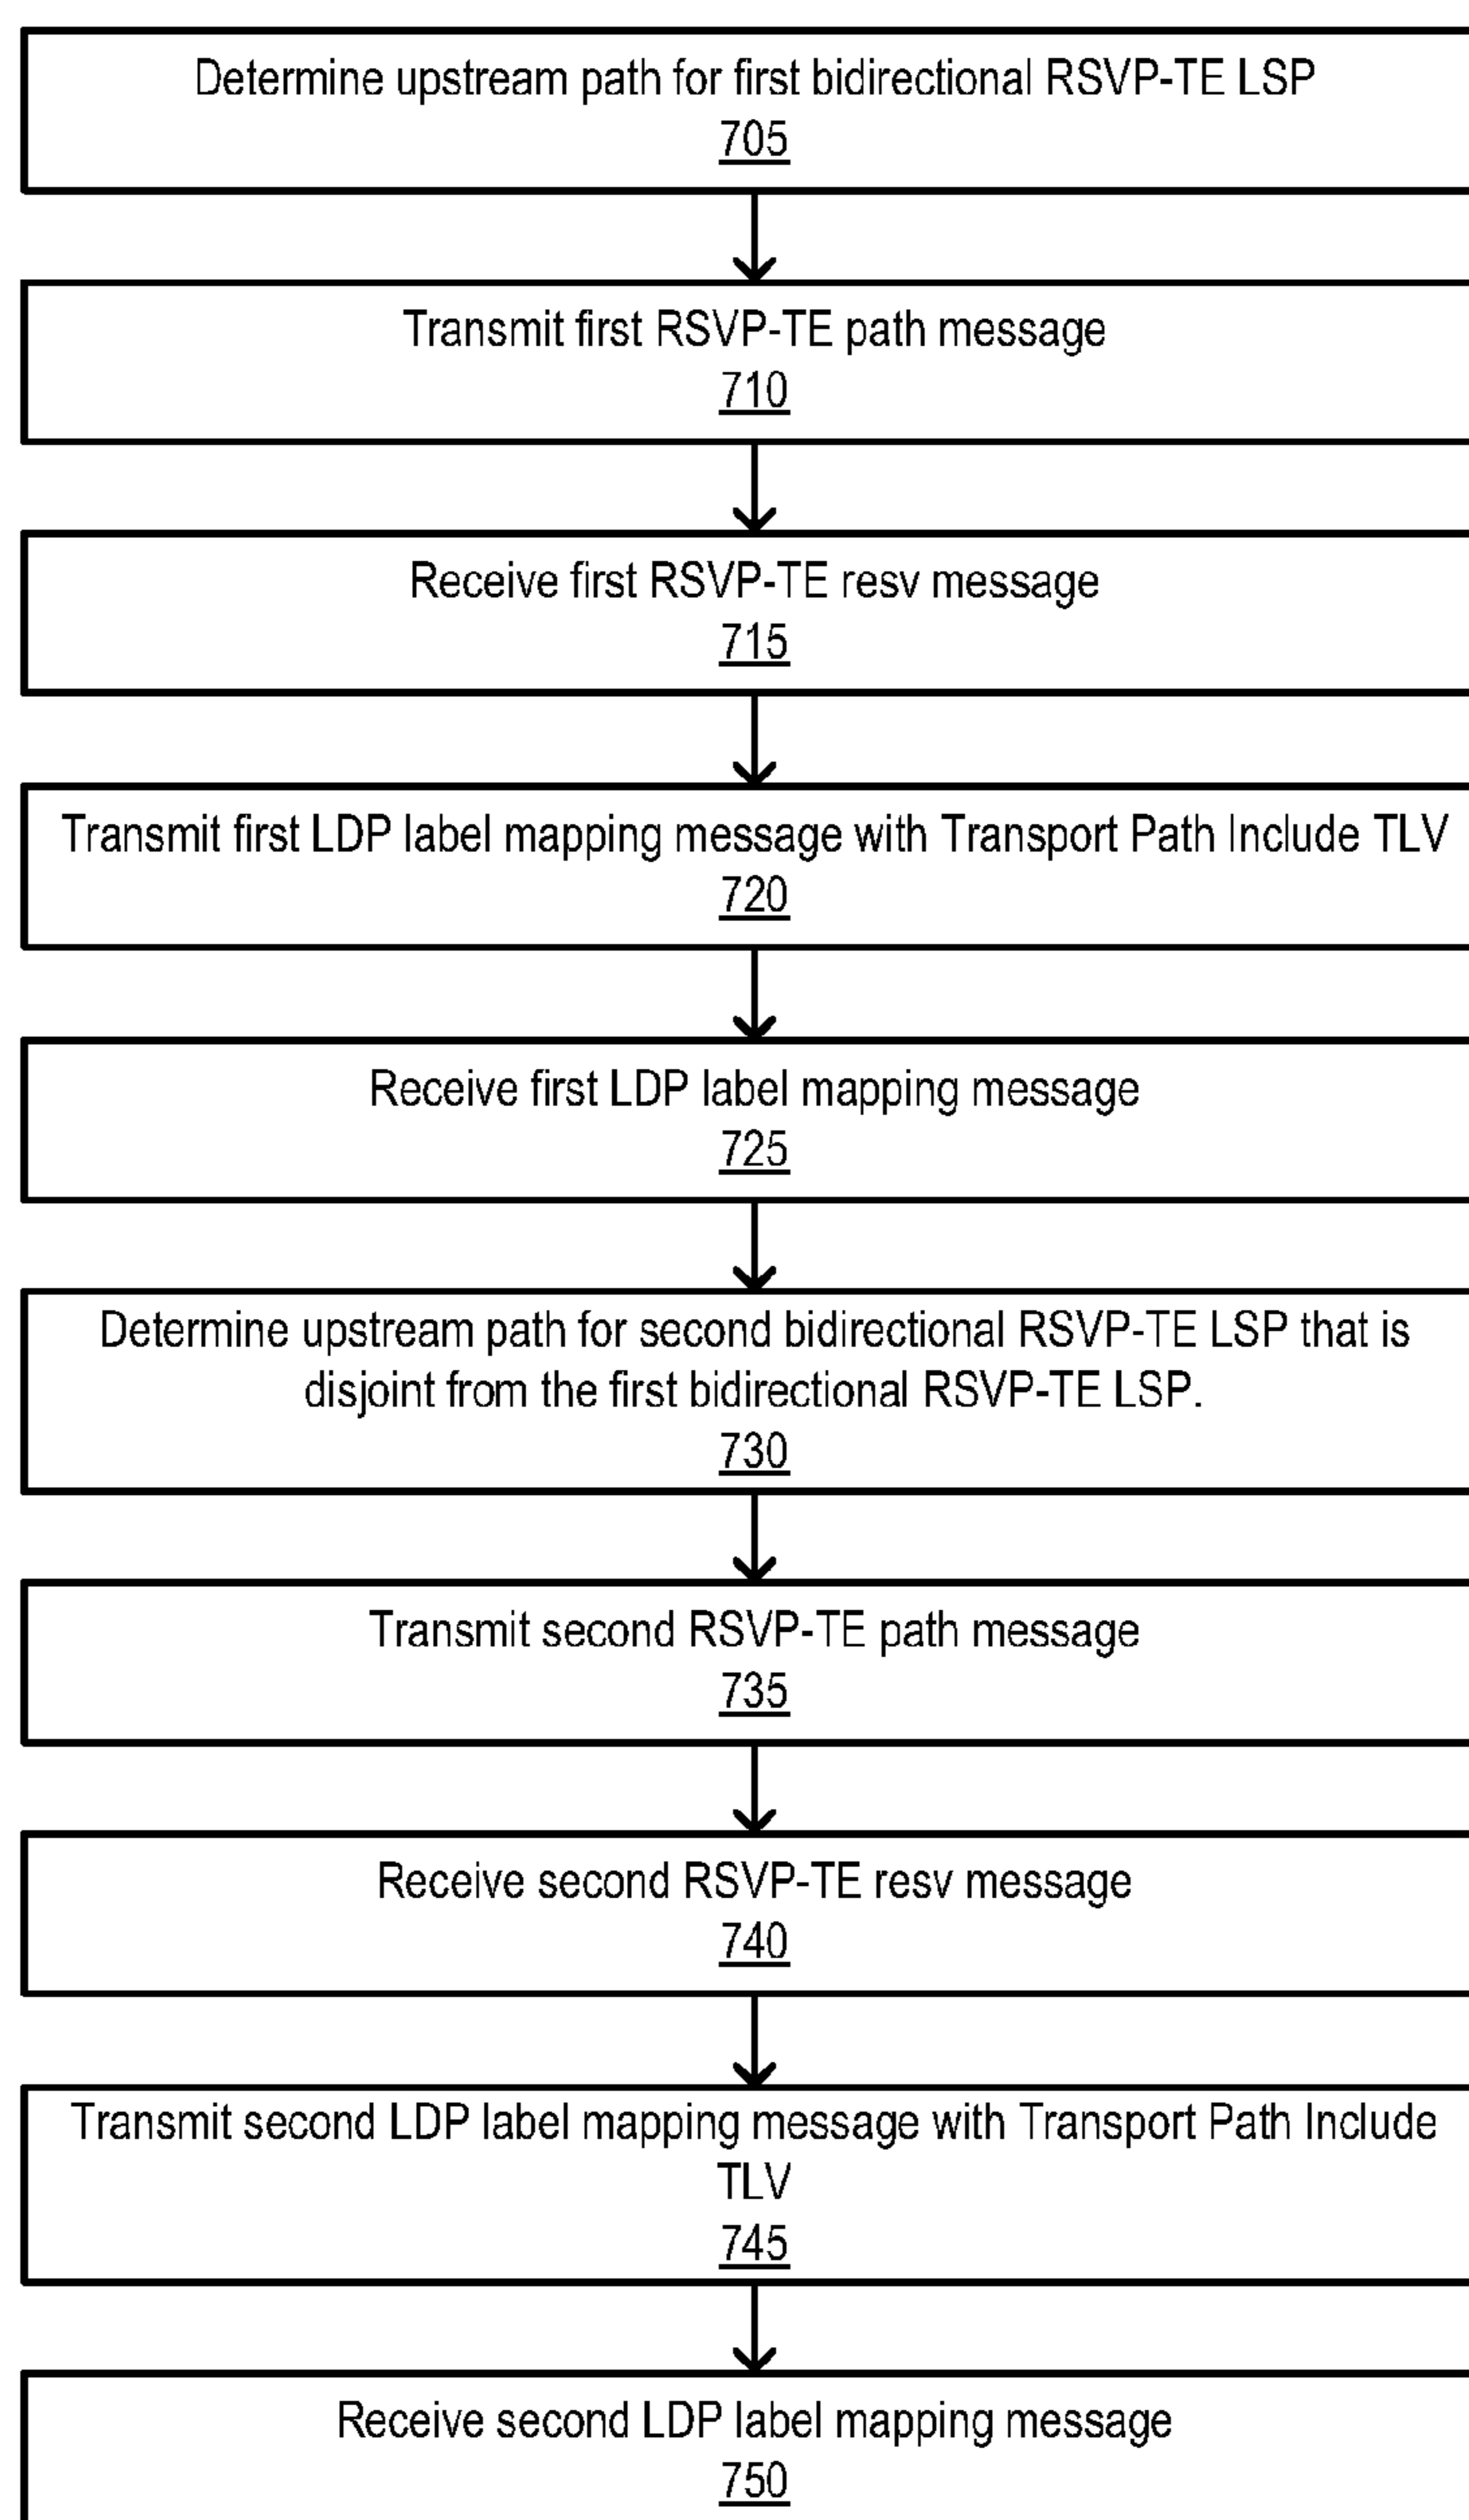 Determine upstream path for first bidirectional RSVP-TE LSP
705
Transmit first RSVP-TE path message
710
Receive first RSVP-TE resv message
715
Transmit first LDP label mapping message with Transport Path Include TLV
720
Receive first LDP label mapping message
725
Determine upstream path for second bidirectional RSVP-TE LSP that is
disjoint from the first bidirectional RSVP-TE LSP.
730
Transmit second RSVP-TE path message
735
Receive second RSVP-TE resv message
740
Transmit second LDP label mapping message with Transport Path Include
TLV
745
Receive second LDP label mapping message
750